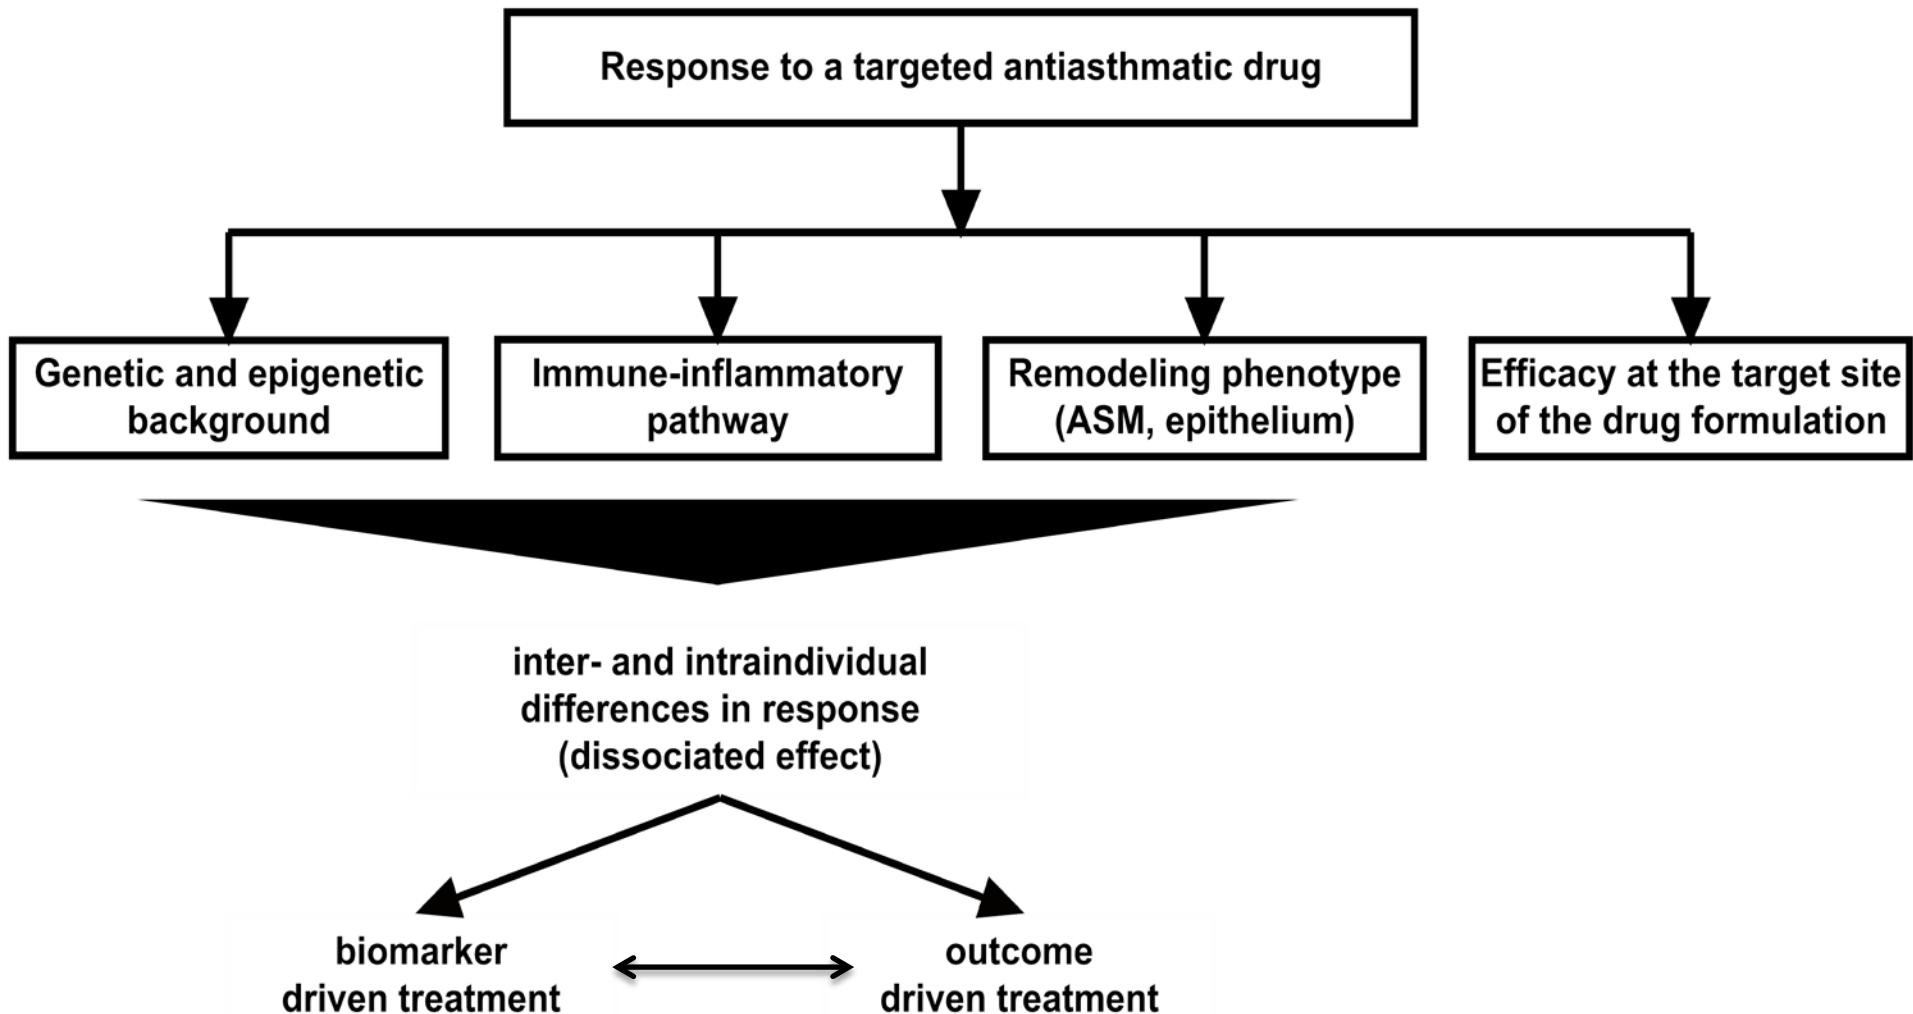 Response to a targeted antiasthmatic drug
Genetic and epigenetic
background
Immune-inflammatory
pathway
Remodeling phenotype
(ASM, epithelium)
Efficacy at the target site
of the drug formulation
inter- and intraindividual
differences in response
(dissociated effect)
biomarker
driven treatment
outcome
driven treatment